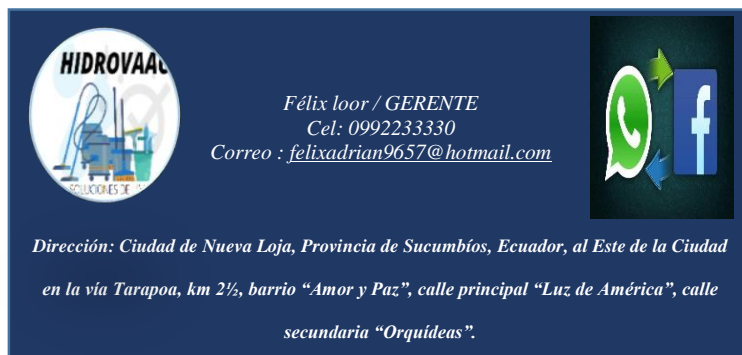 HIDROVAAC
Félix loor / GERENTE
Cel: 0992233330
Correo : felixadrian9657@hotmail.com
SOLUCIONES DE
Dirección: Ciudad de Nueva Loja, Provincia de Sucumbíos, Ecuador, al Este de la Ciudad
en la vía Tarapoa, km 2½, barrio “Amor y Paz”, calle principal “Luz de América”, calle
secundaria “Orquídeas”.